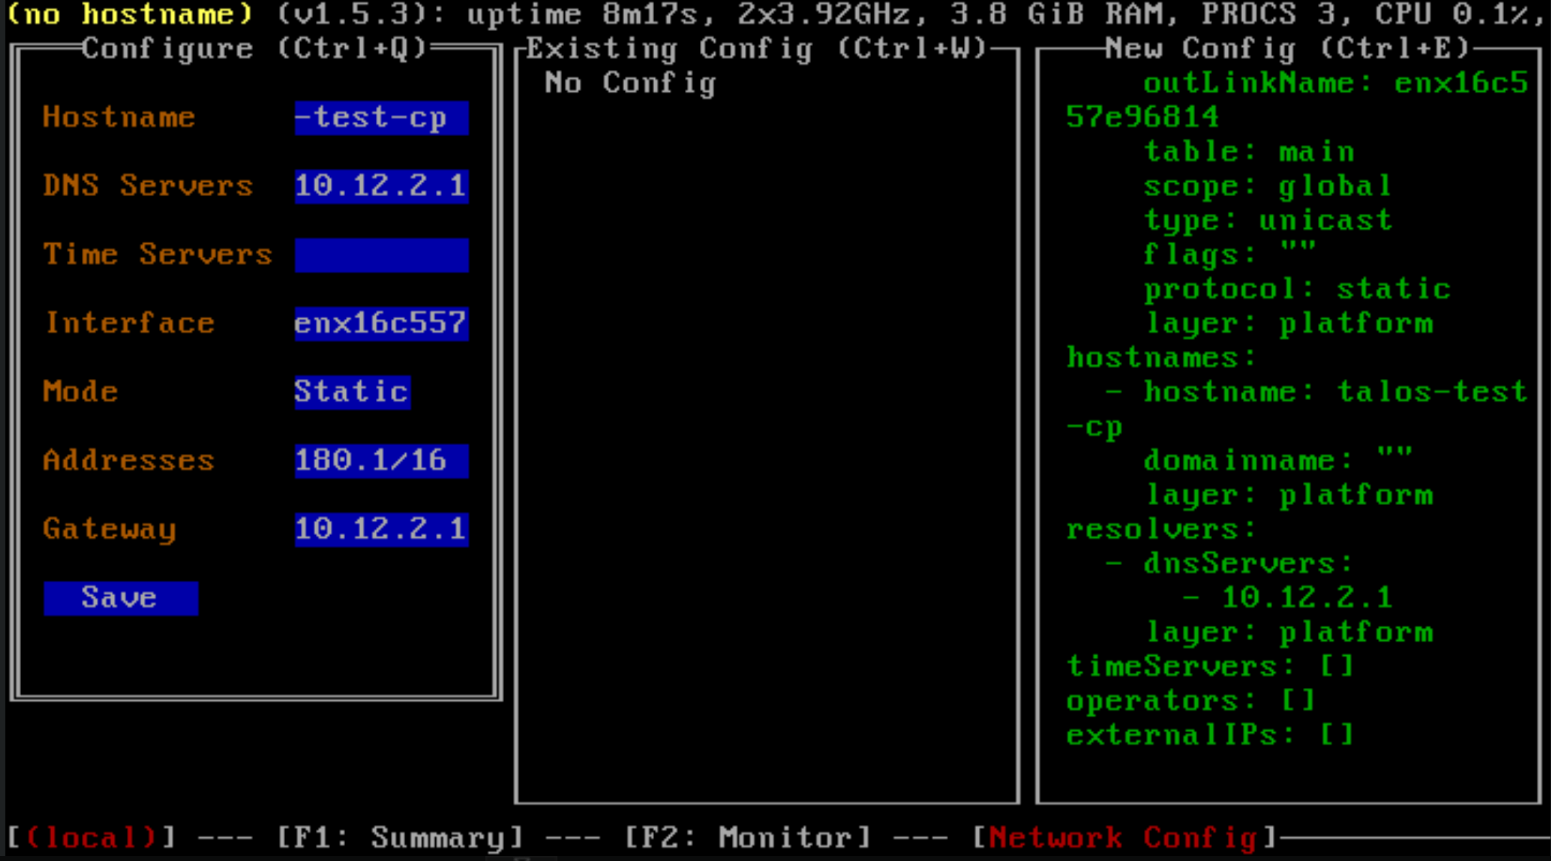 (no hostname) (v1.5.3): uptime 8m17s, 2x3.92GHz, 3.8 GiB RAM, PROCS 3, CPU 0.1%,
Configure (Ctrl+Q)
Hostname -test-cp
DNS Servers 10.12.2.1
Time Servers
Interface enx16c557
Mode Static
Addresses 180.1/16
Gateway 10.12.2.1
Save
Existing Config (Ctrl+W)
No Config
New Config (Ctrl+E)
outLinkName: enx16c5
57e96814
table: main
scope: global
type: unicast
flags: ""
protocol: static
layer: platform
hostnames:
- hostname: talos-test
-cp
domainname: ""
layer: platform
resolvers:
- dnsServers:
- 10.12.2.1
layer: platform
timeServers: []
operators: []
externalIPs: []
[(local)] --- [F1: Summary] --- [F2: Monitor] --- [Network Config]